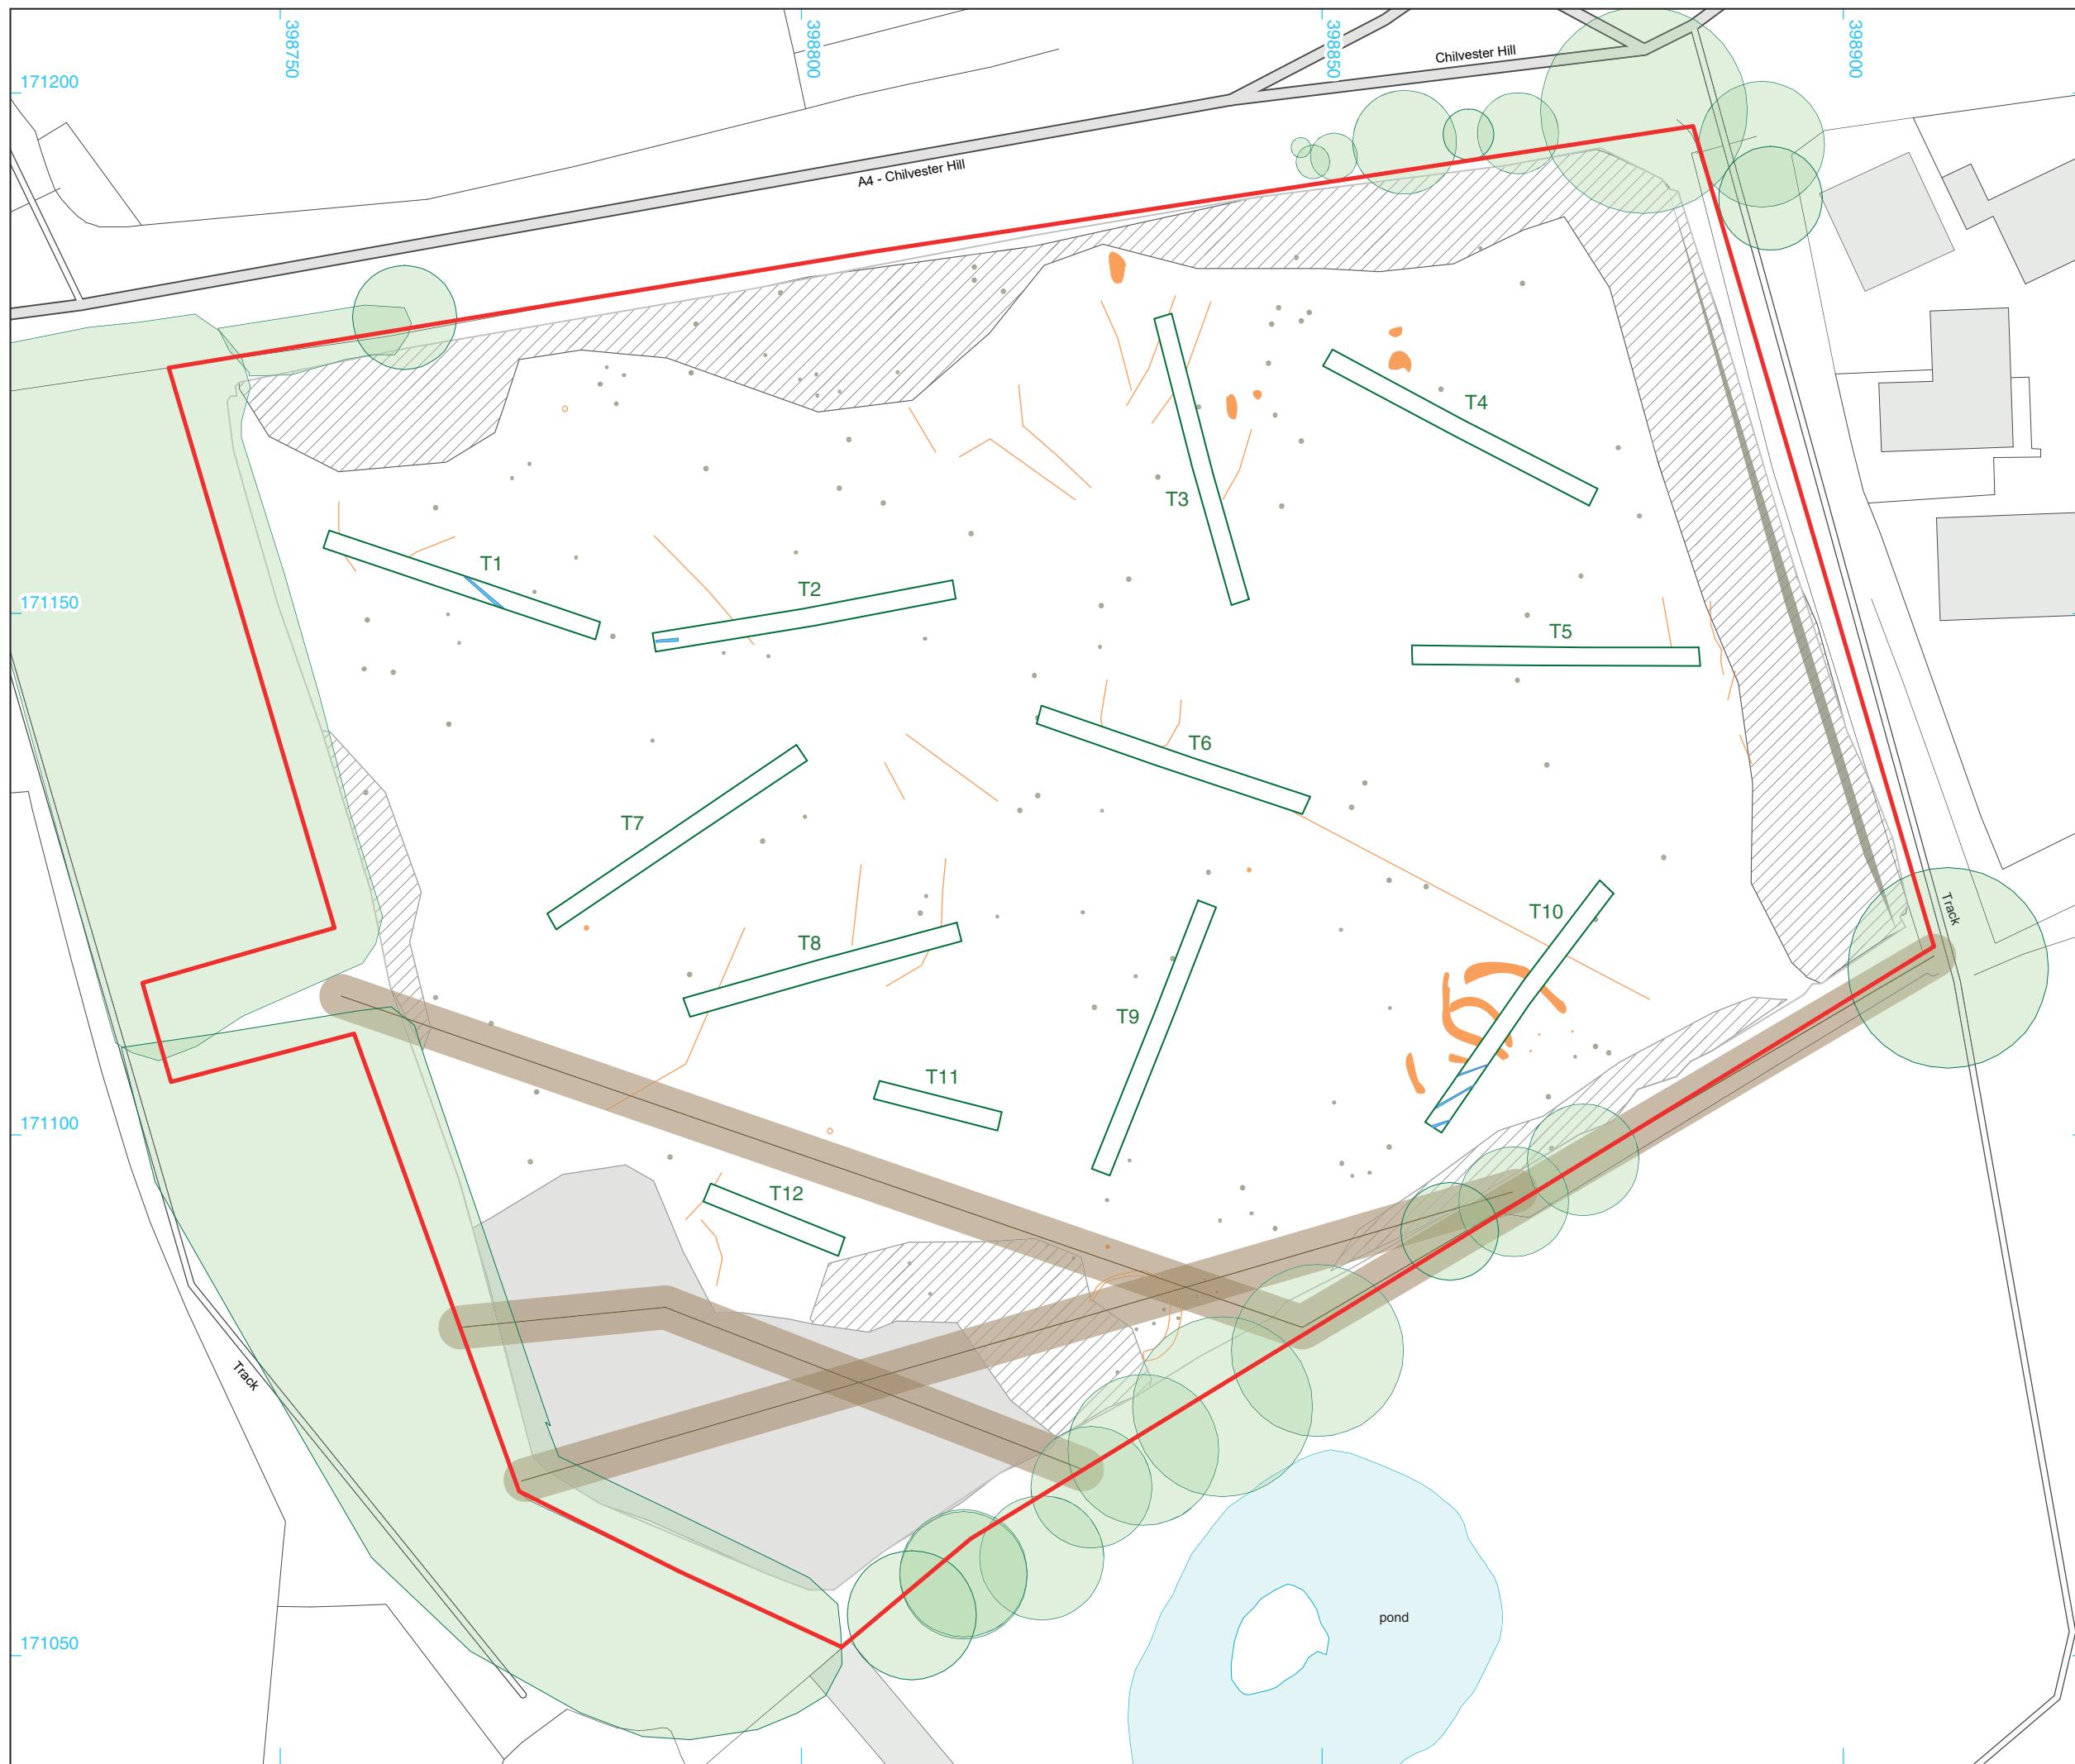 398750
398800
398850
398900
171200
Chilvester Hill
A4 - Chilvester Hill
T4
T3
T1
T2
171150
T5
T6
T7
T10
Track
T8
T9
T11
171100
T12
Track
pond
171050